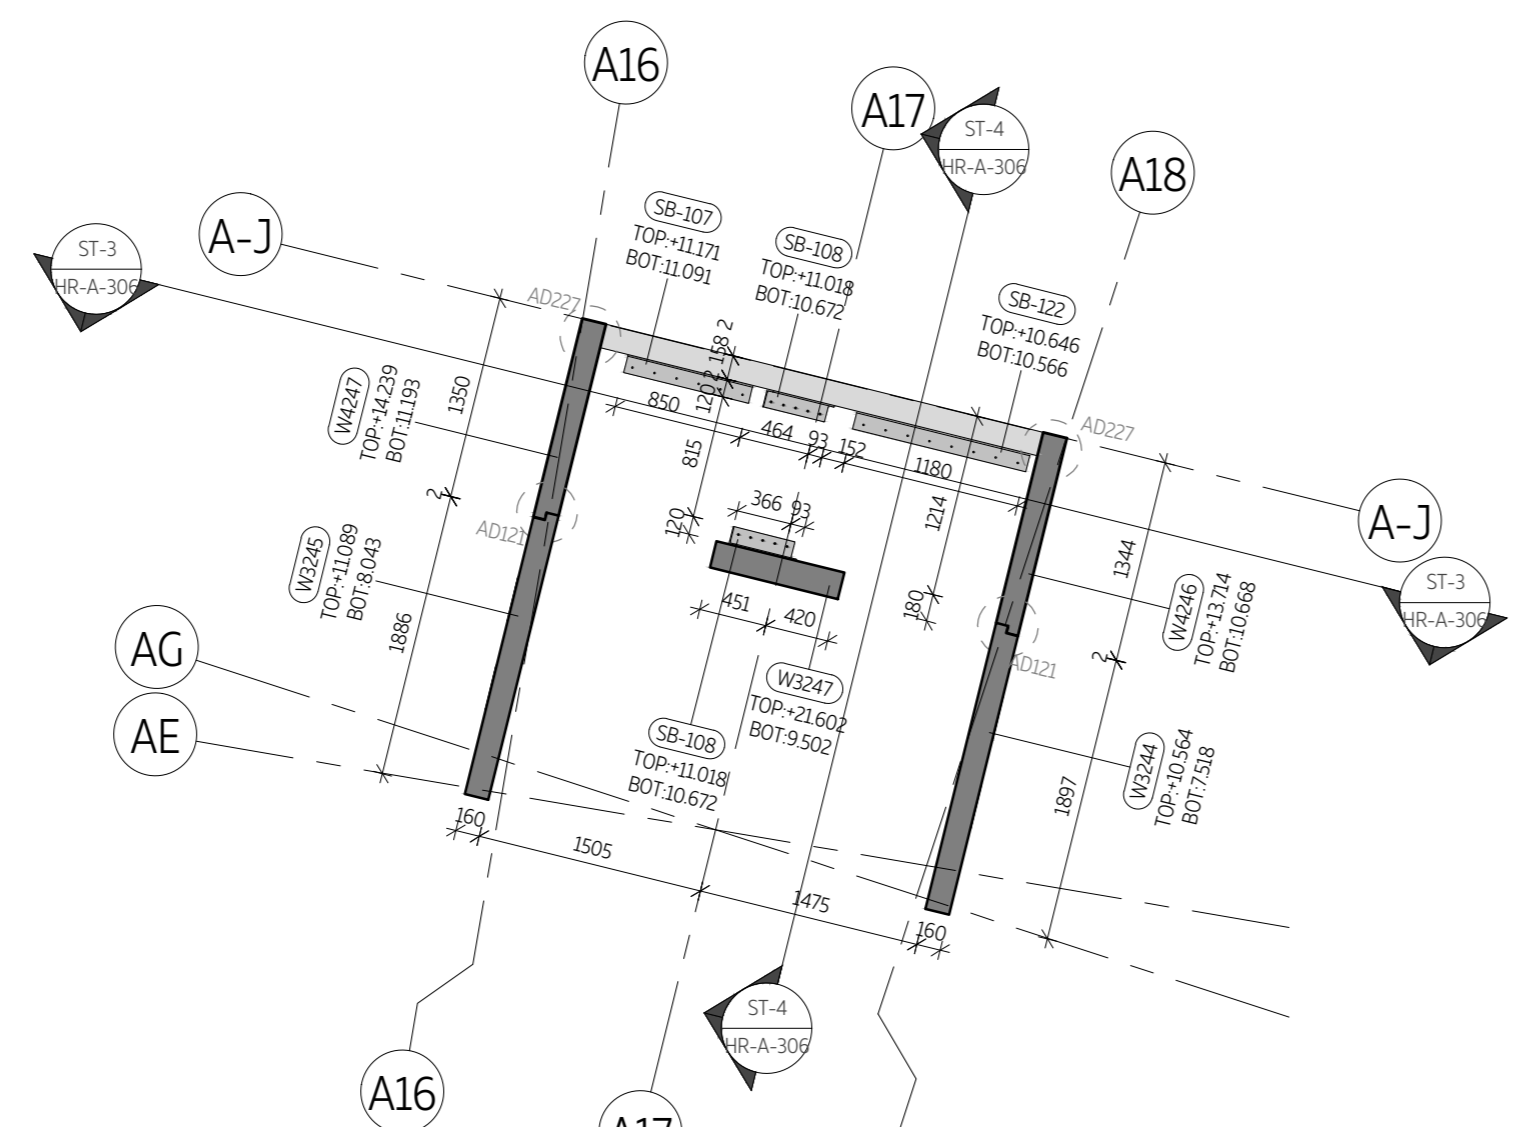 A16
A17
ST-4
HR-A-306
A18
A-J
ST-3
HR-A-306
SB-107
TOP:+11.171
BOT:11.091
SB-108
TOP:+11.018
BOT:10.672
SB-122
TOP:+10.646
BOT:10.566
AD227
AD227
2
158
2
120
850
464
93
152
1180
1214
815
120
366
93
180
451
420
W4247
TOP:+14.239
BOT:11.193
1350
2
AD121
W3245
TOP:+11.089
BOT:8.043
1886
A-J
ST-3
HR-A-306
1344
W4246
TOP:+13.714
BOT:10.668
2
AD121
W3244
TOP:+10.564
BOT:7.518
1897
AG
AE
W3247
TOP:+21.602
BOT:9.502
SB-108
TOP:+11.018
BOT:10.672
160
1505
1475
160
ST-4
HR-A-306
A16
A17